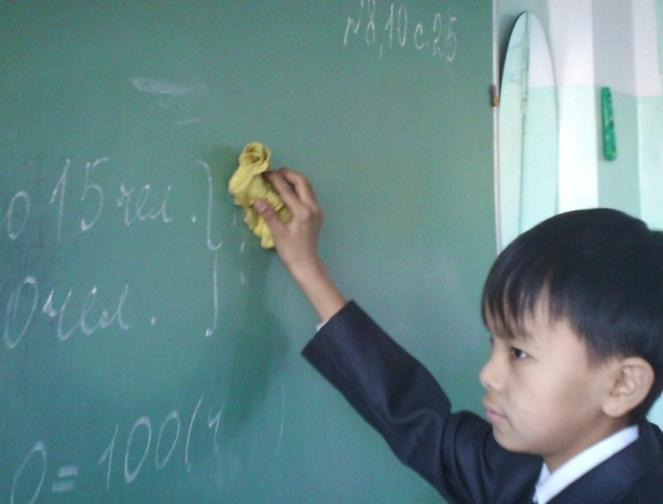 №8,10 с.25
о 15 чел.
0 чел.
0 = 100(ч